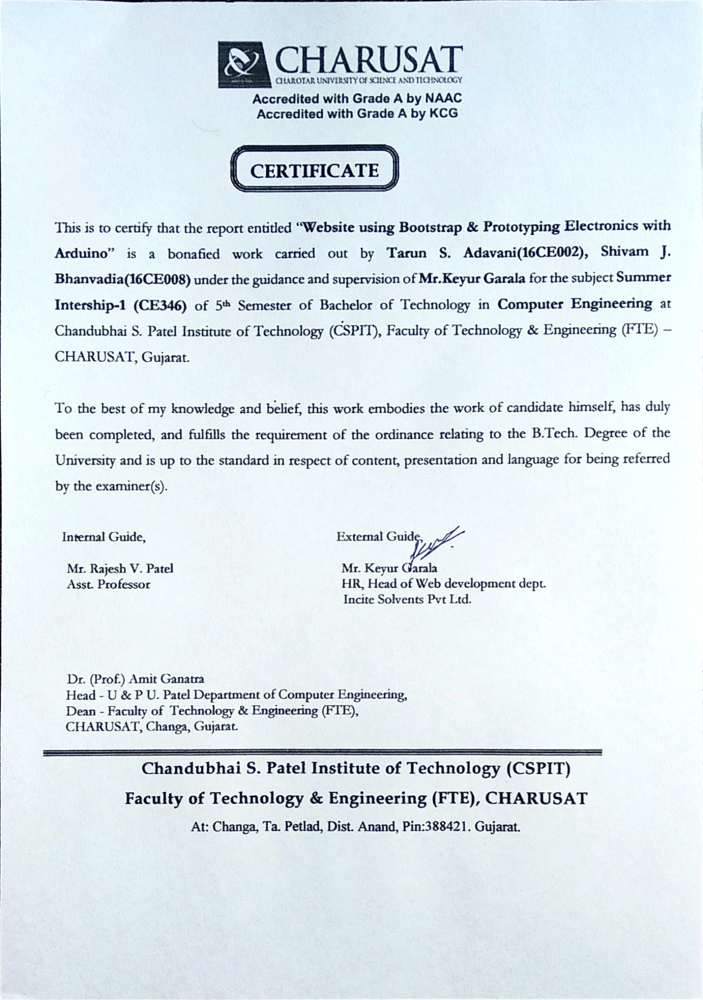 CHARUSAT
CHAROTAR UNIVERSITY OF SCIENCE AND TECHNOLOGY
Accredited with Grade A by NAAC
Accredited with Grade A by KCG
CERTIFICATE
This is to certify that the report entitled “Website using Bootstrap & Prototyping Electronics with
Arduino” is a bonafied work carried out by Tarun S. Adavani(16CE002), Shivam J.
Bhanvadia(16CE008) under the guidance and supervision of Mr.Keyur Garala for the subject Summer
Intership-1 (CE346) of 5th Semester of Bachelor of Technology in Computer Engineering at
Chandubhai S. Patel Institute of Technology (CSPIT), Faculty of Technology & Engineering (FTE) –
CHARUSAT, Gujarat.
To the best of my knowledge and belief, this work embodies the work of candidate himself, has duly
been completed, and fulfills the requirement of the ordinance relating to the B.Tech. Degree of the
University and is up to the standard in respect of content, presentation and language for being referred
by the examiner(s).
Internal Guide,
Mr. Rajesh V. Patel
Asst. Professor
External Guide,
Mr. Keyur Garala
HR, Head of Web development dept.
Incite Solvents Pvt Ltd.
Dr. (Prof.) Amit Ganatra
Head - U & P U. Patel Department of Computer Engineering,
Dean - Faculty of Technology & Engineering (FTE),
CHARUSAT, Changa, Gujarat.
Chandubhai S. Patel Institute of Technology (CSPIT)
Faculty of Technology & Engineering (FTE), CHARUSAT
At: Changa, Ta. Petlad, Dist. Anand, Pin:388421. Gujarat.